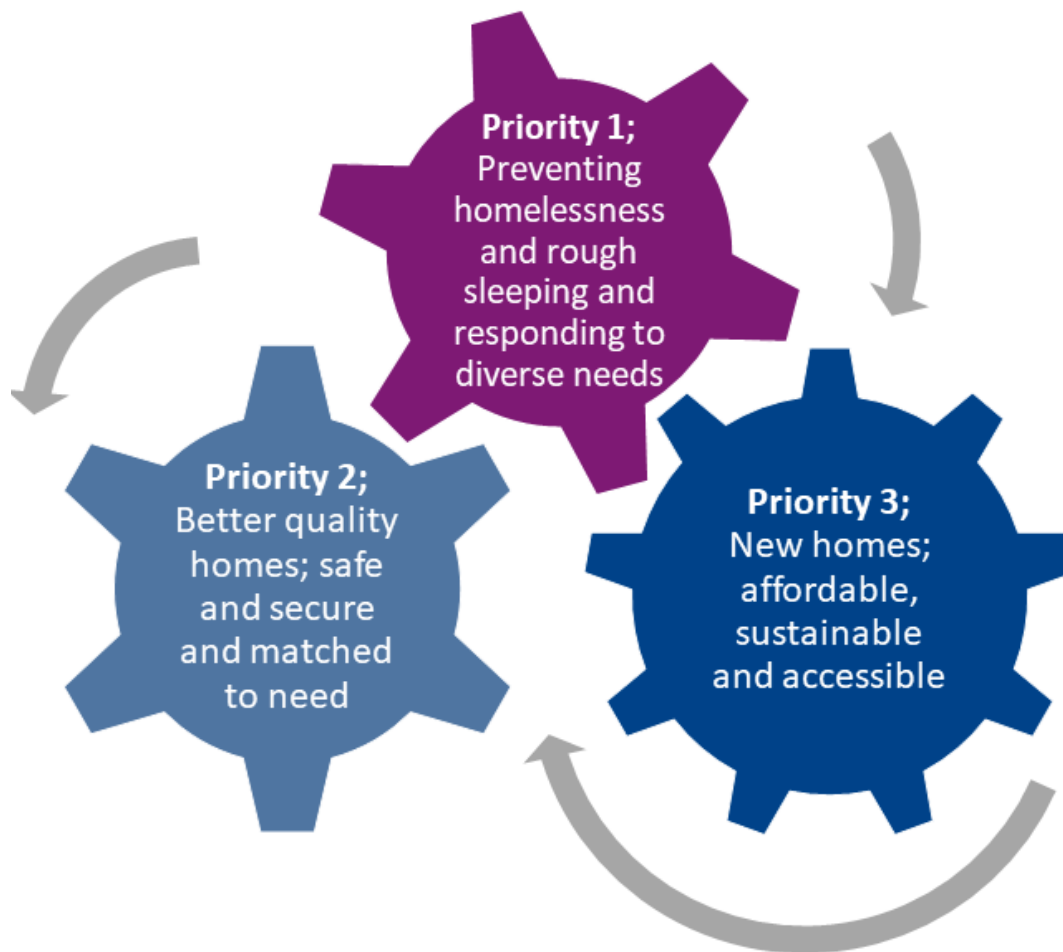 Priority 1;
Preventing
homelessness
and rough
sleeping and
responding to
diverse needs
Priority 2;
Better quality
homes; safe
and secure
and matched
to need
Priority 3;
New homes;
affordable,
sustainable
and accessible